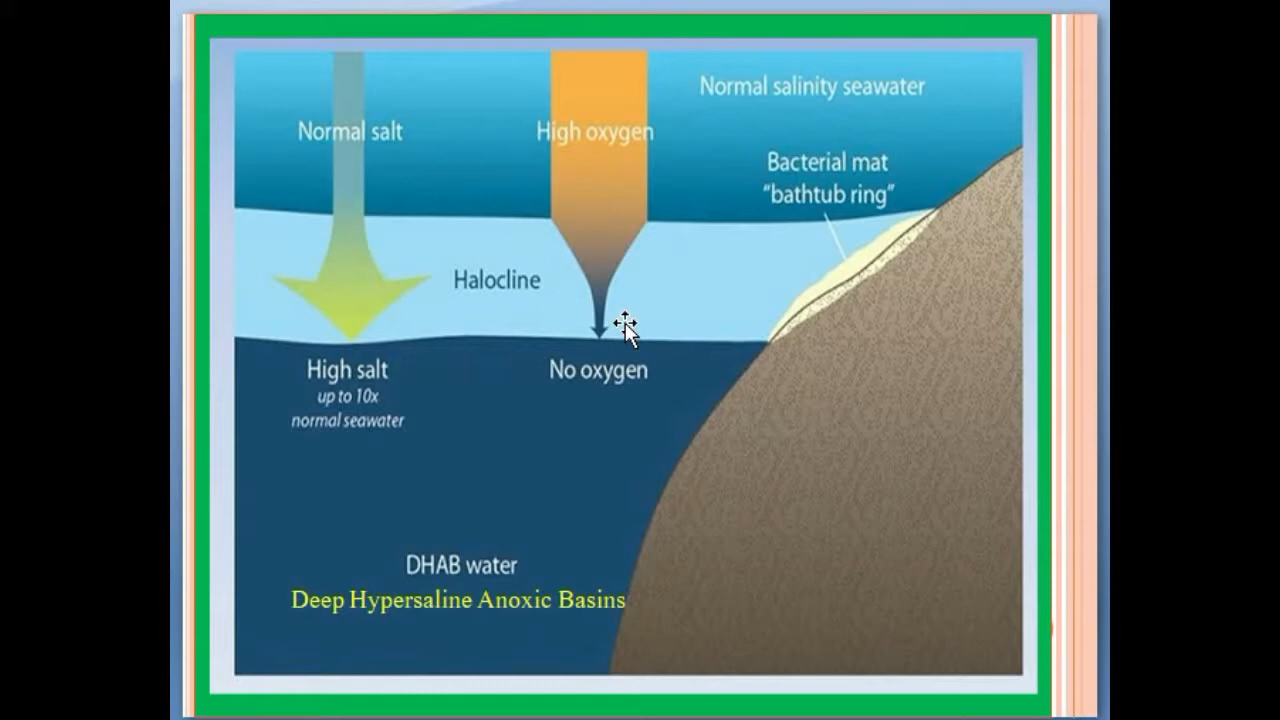 Normal salinity seawater
Normal salt
High oxygen
Bacterial mat
“bathtub ring”
Halocline
High salt
up to 10x
normal seawater
No oxygen
DHAB water
Deep Hypersaline Anoxic Basins